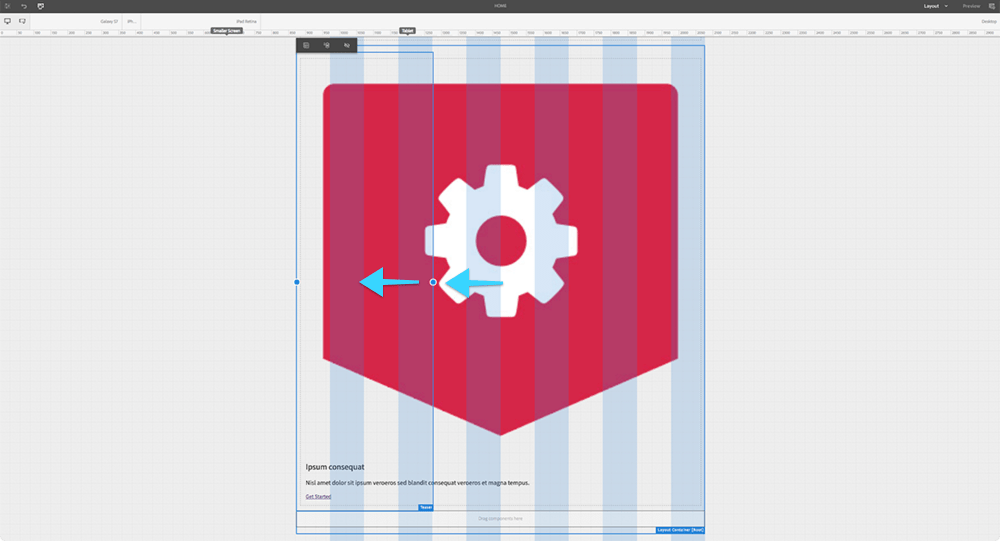 HOME
Layout
Preview
Galaxy S7
iPh...
iPad Retina
Desktop
Smaller Screen
Tablet
Ipsum consequat
Nisl amet dolor sit ipsum veroeros sed blandit consequat veroeros et magna tempus.
Get Started
Teaser
Drag components here
Layout Container [Root]